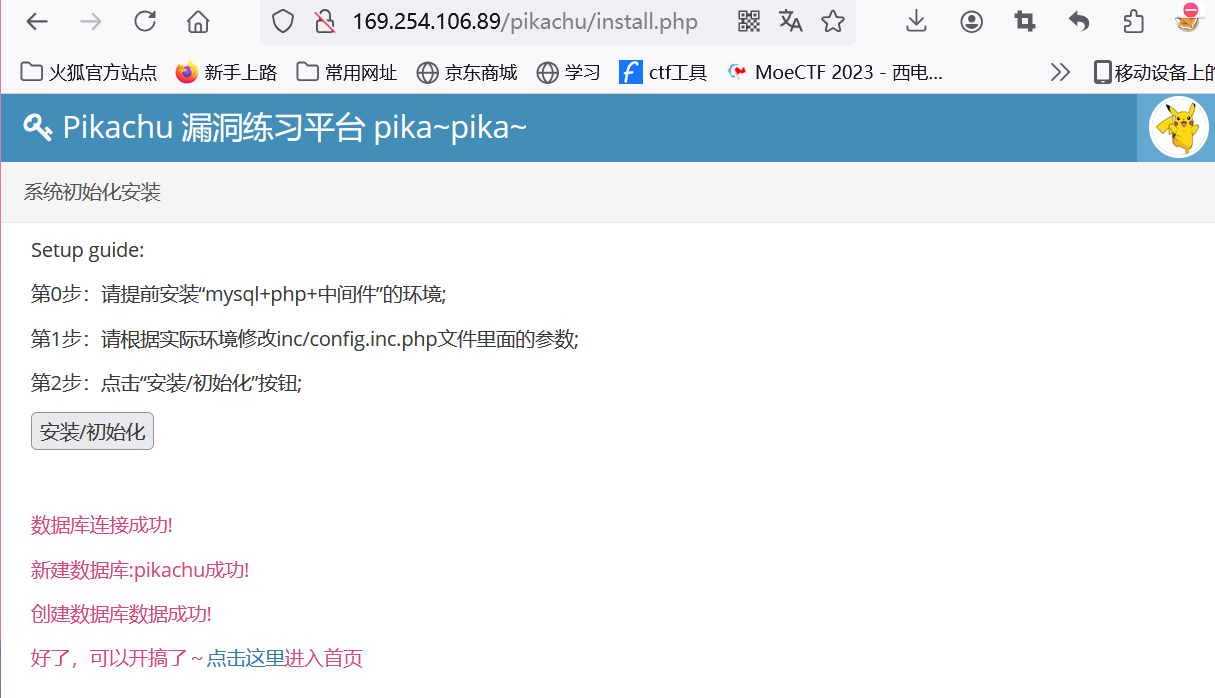 169.254.106.89/pikachu/install.php
火狐官方站点 新手上路 常用网址 京东商城 学习 ctf工具 MoeCTF 2023 - 西电... 移动设备上的
Pikachu 漏洞练习平台 pika~pika~
系统初始化安装
Setup guide:
第0步：请提前安装“mysql+php+中间件”的环境;
第1步：请根据实际环境修改inc/config.inc.php文件里面的参数;
第2步：点击“安装/初始化”按钮;
安装/初始化
数据库连接成功!
新建数据库:pikachu成功!
创建数据库数据成功!
好了，可以开搞了～点击这里进入首页